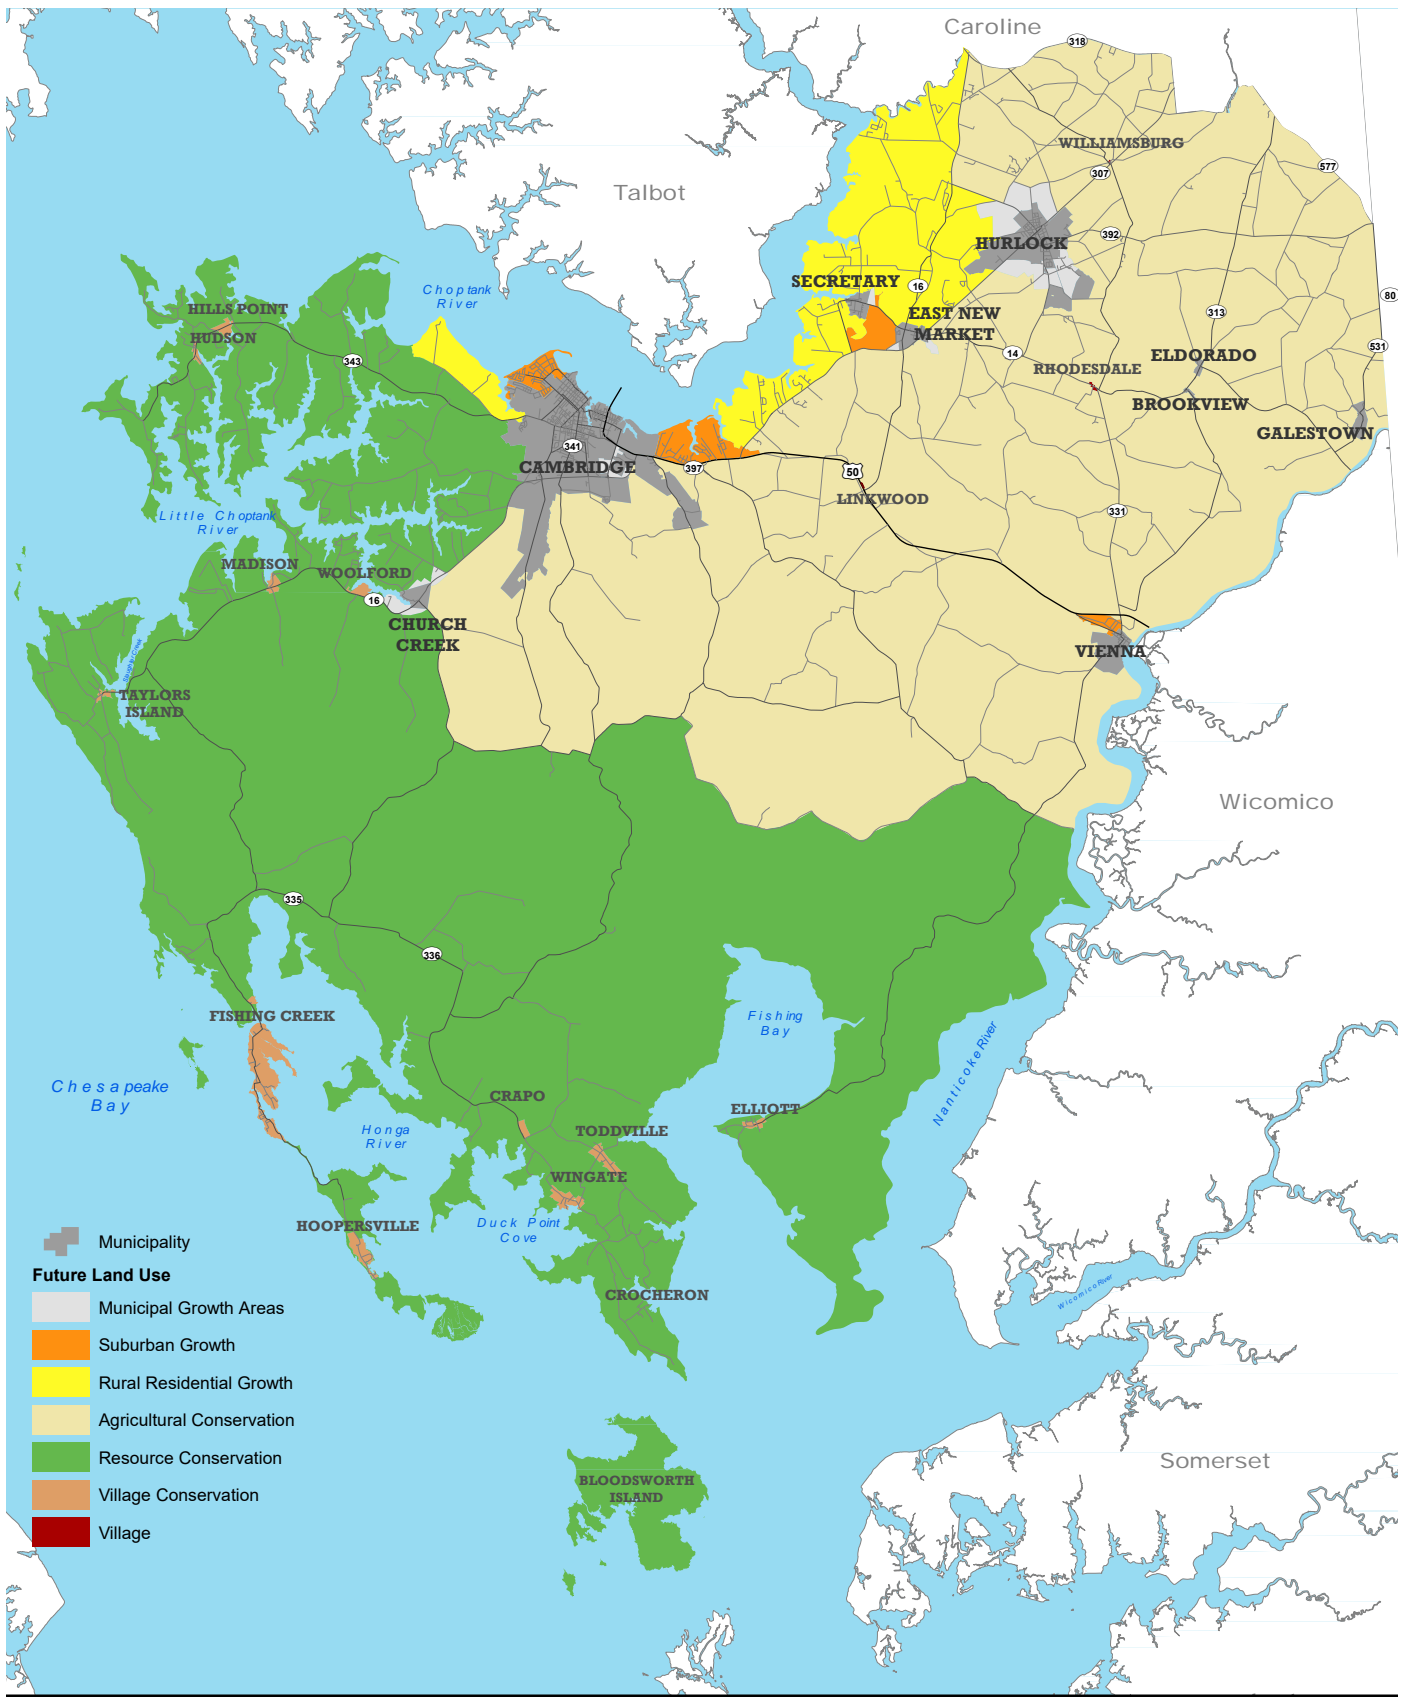 Caroline
318
WILLIAMSBURG
577
307
Talbot
392
HURLOCK
SECRETARY
16
Choptank
River
80
HILLS POINT
EAST NEW
MARKET
313
HUDSON
531
343
14
ELDORADO
RHODESDALE
BROOKVIEW
GALESTOWN
341
CAMBRIDGE
397
50
LINKWOOD
331
Little Choptank
River
MADISON
WOOLFORD
16
CHURCH
CREEK
VIENNA
TAYLORS
ISLAND
Wicomico
335
336
FISHING CREEK
Fishing
Bay
Nanticoke River
Chesapeake
Bay
CRAPO
ELLIOTT
Honga
River
TODDVILLE
WINGATE
HOOPERSVILLE
Duck Point
Cove
Municipality
Future Land Use
CROCHERON
Wicomico River
Municipal Growth Areas
Suburban Growth
Rural Residential Growth
Agricultural Conservation
Resource Conservation
Somerset
BLOODSWORTH
ISLAND
Village Conservation
Village